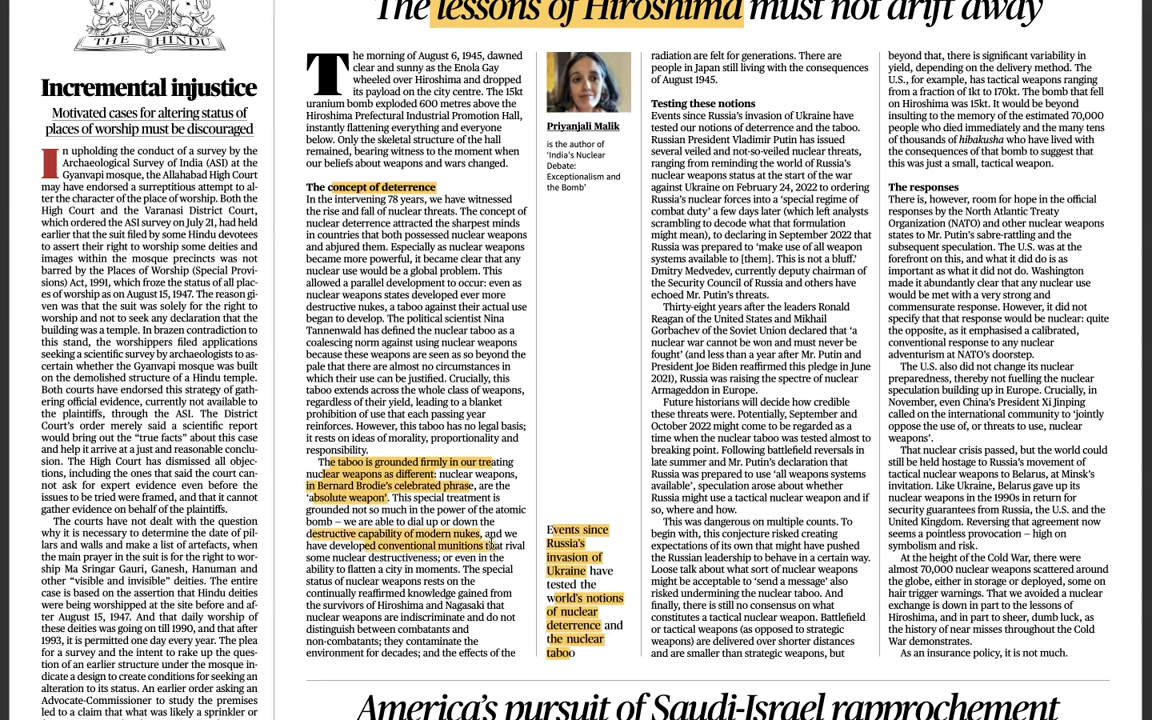 The lessons of Hiroshima must not drift away
THE HINDU
Incremental injustice
Motivated cases for altering status of
places of worship must be discouraged
In upholding the conduct of a survey by the
Archaeological Survey of India (ASI) at the
Gyanvapi mosque, the Allahabad High Court
may have endorsed a surreptitious attempt to al-
ter the character of the place of worship. Both the
High Court and the Varanasi District Court,
which ordered the ASI survey on July 21, had held
earlier that the suit filed by some Hindu devotees
to assert their right to worship some deities and
images within the mosque precincts was not
barred by the Places of Worship (Special Provi-
sions) Act, 1991, which froze the status of all plac-
es of worship as on August 15, 1947. The reason gi-
ven was that the suit was solely for the right to
worship and not to seek any declaration that the
building was a temple. In brazen contradiction to
this stand, the worshippers filed applications
seeking a scientific survey by archaeologists to as-
certain whether the Gyanvapi mosque was built
on the demolished structure of a Hindu temple.
Both courts have endorsed this strategy of gath-
ering official evidence, currently not available to
the plaintiffs, through the ASI. The District
Court's order merely said a scientific report
would bring out the "true facts" about this case
and help it arrive at a just and reasonable conclu-
sion. The High Court has dismissed all objec-
tions, including the ones that said the court can-
not ask for expert evidence even before the
issues to be tried were framed, and that it cannot
gather evidence on behalf of the plaintiffs.
The courts have not dealt with the question
why it is necessary to determine the date of pil-
lars and walls and make a list of artefacts, when
the main prayer in the suit is for the right to wor-
ship Ma Sringar Gauri, Ganesh, Hanuman and
other "visible and invisible" deities. The entire
case is based on the assertion that Hindu deities
were being worshipped at the site before and af-
ter August 15, 1947. And that daily worship of
these deities was going on till 1990, and that after
1993, it is permitted one day every year. The plea
for a survey and the intent to rake up the ques-
tion of an earlier structure under the mosque in-
dicate a design to create conditions for seeking an
alteration to its status. An earlier order asking an
Advocate-Commissioner to study the premises
led to a claim that what was likely a sprinkler or
The morning of August 6, 1945, dawned
clear and sunny as the Enola Gay
wheeled over Hiroshima and dropped
its payload on the city centre. The 15kt
uranium bomb exploded 600 metres above the
Hiroshima Prefectural Industrial Promotion Hall,
instantly flattening everything and everyone
below. Only the skeletal structure of the hall
remained, bearing witness to the moment when
our beliefs about weapons and wars changed.
The concept of deterrence
In the intervening 78 years, we have witnessed
the rise and fall of nuclear threats. The concept of
nuclear deterrence attracted the sharpest minds
in countries that both possessed nuclear weapons
and abjured them. Especially as nuclear weapons
became more powerful, it became clear that any
nuclear use would be a global problem. This
allowed a parallel development to occur: even as
nuclear weapons states developed ever more
destructive nukes, a taboo against their actual use
began to develop. The political scientist Nina
Tannenwald has defined the nuclear taboo as a
coalescing norm against using nuclear weapons
because these weapons are seen as so beyond the
pale that there are almost no circumstances in
which their use can be justified. Crucially, this
taboo extends across the whole class of weapons,
regardless of their yield, leading to a blanket
prohibition of use that each passing year
reinforces. However, this taboo has no legal basis;
it rests on ideas of morality, proportionality and
responsibility.
The taboo is grounded firmly in our treating
nuclear weapons as different: nuclear weapons,
in Bernard Brodie's celebrated phrase, are the
'absolute weapon'. This special treatment is
grounded not so much in the power of the atomic
bomb — we are able to dial up or down the
destructive capability of modern nukes, and we
have developed conventional munitions that rival
some nuclear destructiveness; or even in the
ability to flatten a city in moments. The special
status of nuclear weapons rests on the
continually reaffirmed knowledge gained from
the survivors of Hiroshima and Nagasaki that
nuclear weapons are indiscriminate and do not
distinguish between combatants and
non-combatants; they contaminate the
environment for decades; and the effects of the
Priyanjali Malik
is the author of
'India's Nuclear
Debate:
Exceptionalism and
the Bomb'
Events since
Russia's
invasion of
Ukraine have
tested the
world's notions
of nuclear
deterrence and
the nuclear
taboo
radiation are felt for generations. There are
people in Japan still living with the consequences
of August 1945.
Testing these notions
Events since Russia's invasion of Ukraine have
tested our notions of deterrence and the taboo.
Russian President Vladimir Putin has issued
several veiled and not-so-veiled nuclear threats,
ranging from reminding the world of Russia's
nuclear weapons status at the start of the war
against Ukraine on February 24, 2022 to ordering
Russia's nuclear forces into a 'special regime of
combat duty' a few days later (which left analysts
scrambling to decode what that formulation
might mean), to declaring in September 2022 that
Russia was prepared to 'make use of all weapon
systems available to [them]. This is not a bluff.'
Dmitry Medvedev, currently deputy chairman of
the Security Council of Russia and others have
echoed Mr. Putin's threats.
Thirty-eight years after the leaders Ronald
Reagan of the United States and Mikhail
Gorbachev of the Soviet Union declared that 'a
nuclear war cannot be won and must never be
fought' (and less than a year after Mr. Putin and
President Joe Biden reaffirmed this pledge in June
2021), Russia was raising the spectre of nuclear
Armageddon in Europe.
Future historians will decide how credible
these threats were. Potentially, September and
October 2022 might come to be regarded as a
time when the nuclear taboo was tested almost to
breaking point. Following battlefield reversals in
late summer and Mr. Putin's declaration that
Russia was prepared to use 'all weapons systems
available', speculation arose about whether
Russia might use a tactical nuclear weapon and if
so, where and how.
This was dangerous on multiple counts. To
begin with, this conjecture risked creating
expectations of its own that might have pushed
the Russian leadership to behave in a certain way.
Loose talk about what sort of nuclear weapons
might be acceptable to 'send a message' also
risked undermining the nuclear taboo. And
finally, there is still no consensus on what
constitutes a tactical nuclear weapon. Battlefield
or tactical weapons (as opposed to strategic
weapons) are delivered over shorter distances
and are smaller than strategic weapons, but
beyond that, there is significant variability in
yield, depending on the delivery method. The
U.S., for example, has tactical weapons ranging
from a fraction of 1kt to 170kt. The bomb that fell
on Hiroshima was 15kt. It would be beyond
insulting to the memory of the estimated 70,000
people who died immediately and the many tens
of thousands of hibakusha who have lived with
the consequences of that bomb to suggest that
this was just a small, tactical weapon.
The responses
There is, however, room for hope in the official
responses by the North Atlantic Treaty
Organization (NATO) and other nuclear weapons
states to Mr. Putin's sabre-rattling and the
subsequent speculation. The U.S. was at the
forefront on this, and what it did do is as
important as what it did not do. Washington
made it abundantly clear that any nuclear use
would be met with a very strong and
commensurate response. However, it did not
specify that that response would be nuclear: quite
the opposite, as it emphasised a calibrated,
conventional response to any nuclear
adventurism at NATO's doorstep.
The U.S. also did not change its nuclear
preparedness, thereby not fuelling the nuclear
speculation building up in Europe. Crucially, in
November, even China's President Xi Jinping
called on the international community to 'jointly
oppose the use of, or threats to use, nuclear
weapons'.
That nuclear crisis passed, but the world could
still be held hostage to Russia's movement of
tactical nuclear weapons to Belarus, at Minsk's
invitation. Like Ukraine, Belarus gave up its
nuclear weapons in the 1990s in return for
security guarantees from Russia, the U.S. and the
United Kingdom. Reversing that agreement now
seems a pointless provocation — high on
symbolism and risk.
At the height of the Cold War, there were
almost 70,000 nuclear weapons scattered around
the globe, either in storage or deployed, some on
hair trigger warnings. That we avoided a nuclear
exchange is down in part to the lessons of
Hiroshima, and in part to sheer, dumb luck, as
the history of near misses throughout the Cold
War demonstrates.
As an insurance policy, it is not much.
America's pursuit of Saudi-Israel rapprochement